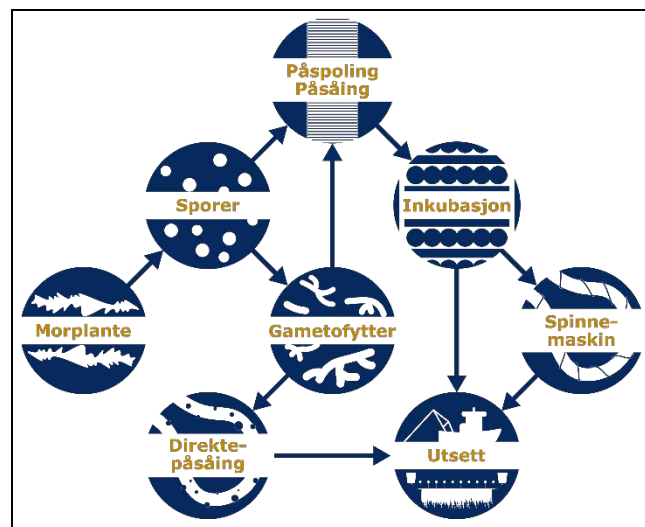 Påspoling
Påsåing
Sporer
Inkubasjon
Morplante
Gametofytter
Spinne-
maskin
Direkte-
påsåing
Utsett